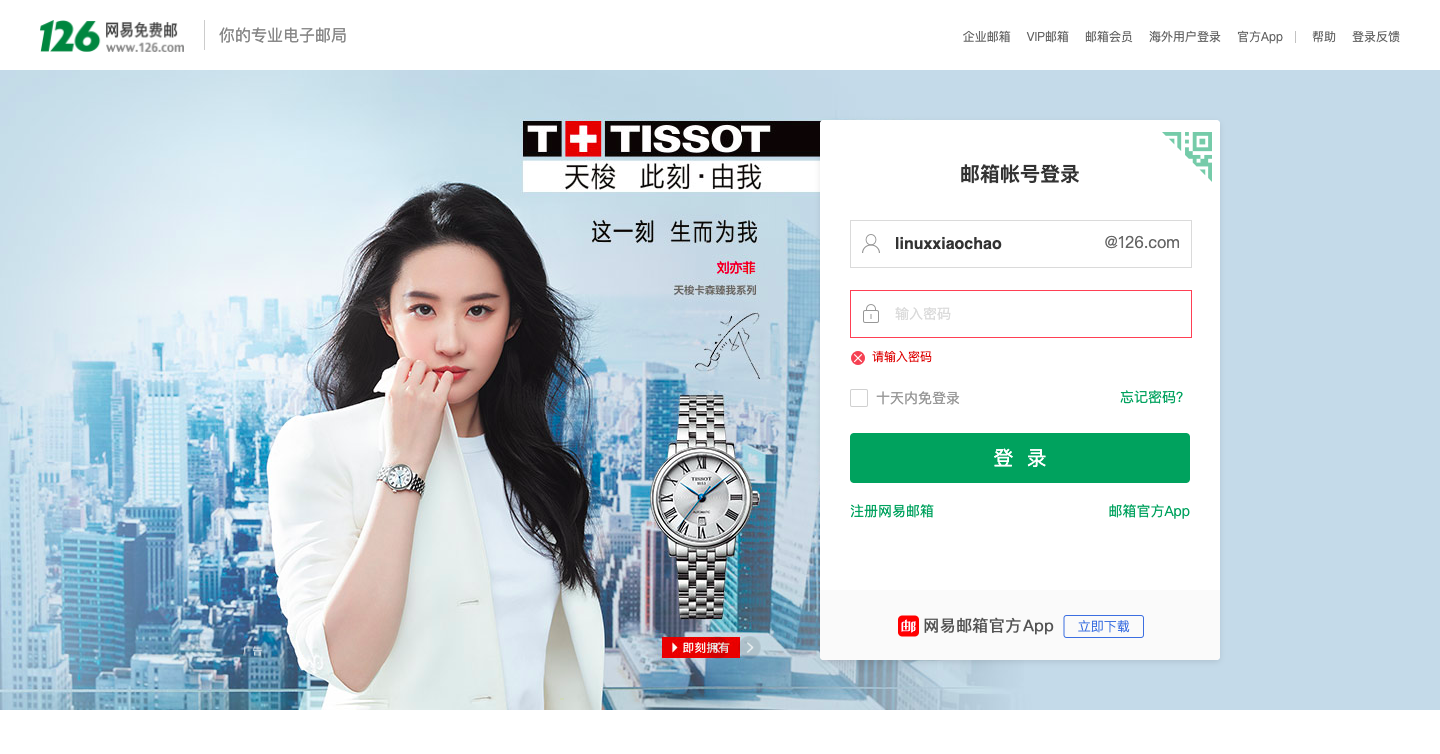 126 网易免费邮
www.126.com
你的专业电子邮局
企业邮箱 VIP邮箱 邮箱会员 海外用户登录 官方App 帮助 登录反馈
T+TISSOT
天梭 此刻·由我
这一刻 生而为我
刘亦菲
天梭卡森臻我系列
TISSOT
1853
AUTOMATIC
即刻拥有
广告
邮箱帐号登录
linuxxiaochao @126.com
输入密码
请输入密码
十天内免登录 忘记密码?
登 录
注册网易邮箱 邮箱官方App
邮 网易邮箱官方App 立即下载